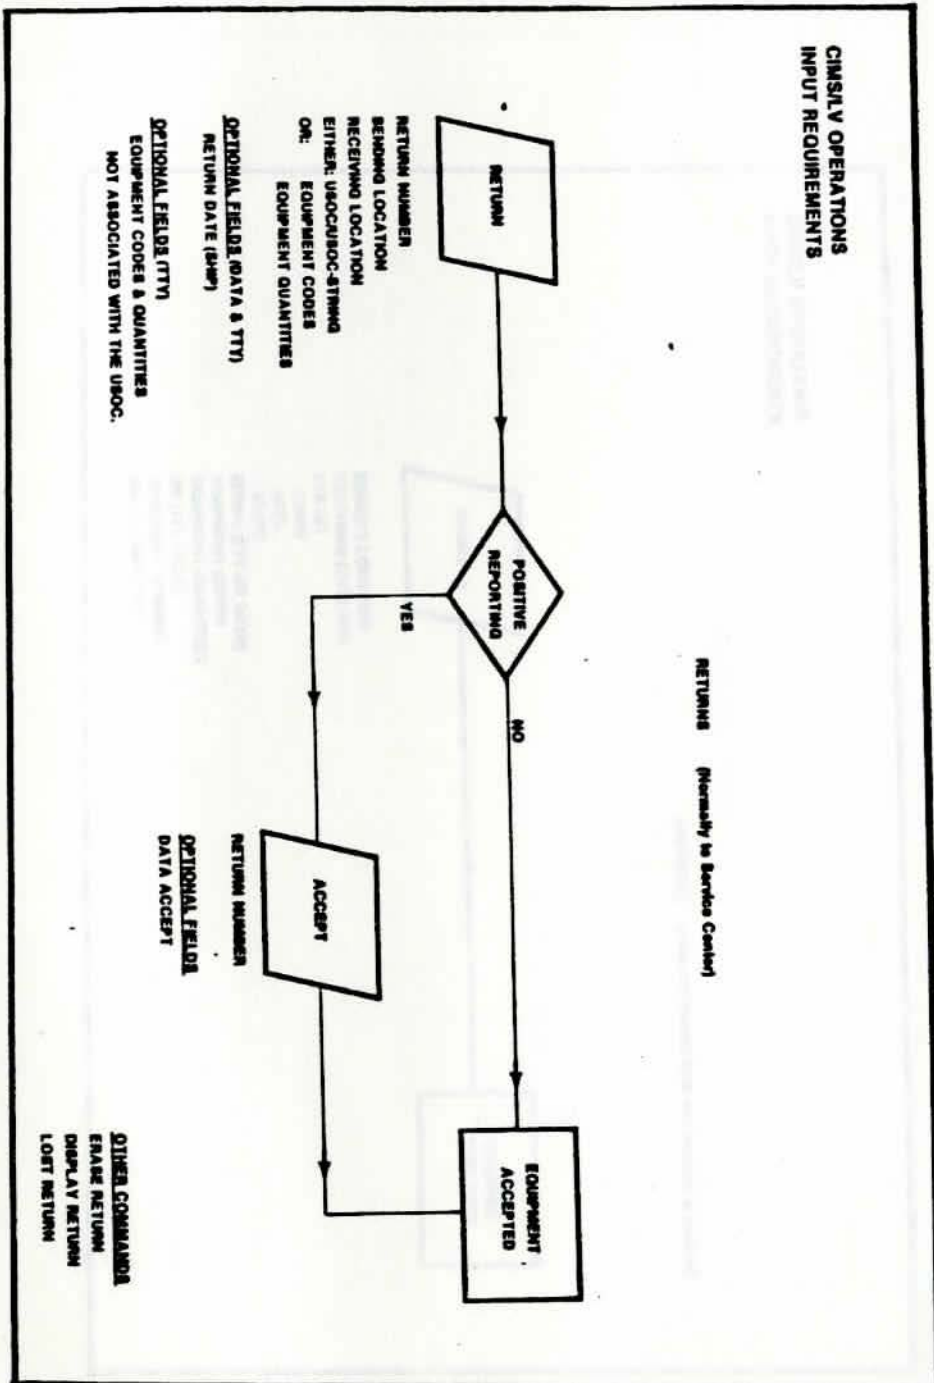 CIMS/LV OPERATIONS
INPUT REQUIREMENTS
RETURNS (Normally to Service Center)
RETURN
RETURN NUMBER
SENDING LOCATION
RECEIVING LOCATION
EITHER: USOC/USOC-STRING
OR: EQUIPMENT CODES
EQUIPMENT QUANTITIES
OPTIONAL FIELDS (DATA & TTY)
RETURN DATE (SHIP)
OPTIONAL FIELDS (TTY)
EQUIPMENT CODES & QUANTITIES
NOT ASSOCIATED WITH THE USOC.
POSITIVE
REPORTING
NO
YES
ACCEPT
RETURN NUMBER
OPTIONAL FIELDS
DATA ACCEPT
EQUIPMENT
ACCEPTED
OTHER COMMANDS
ERASE RETURN
DISPLAY RETURN
LOST RETURN